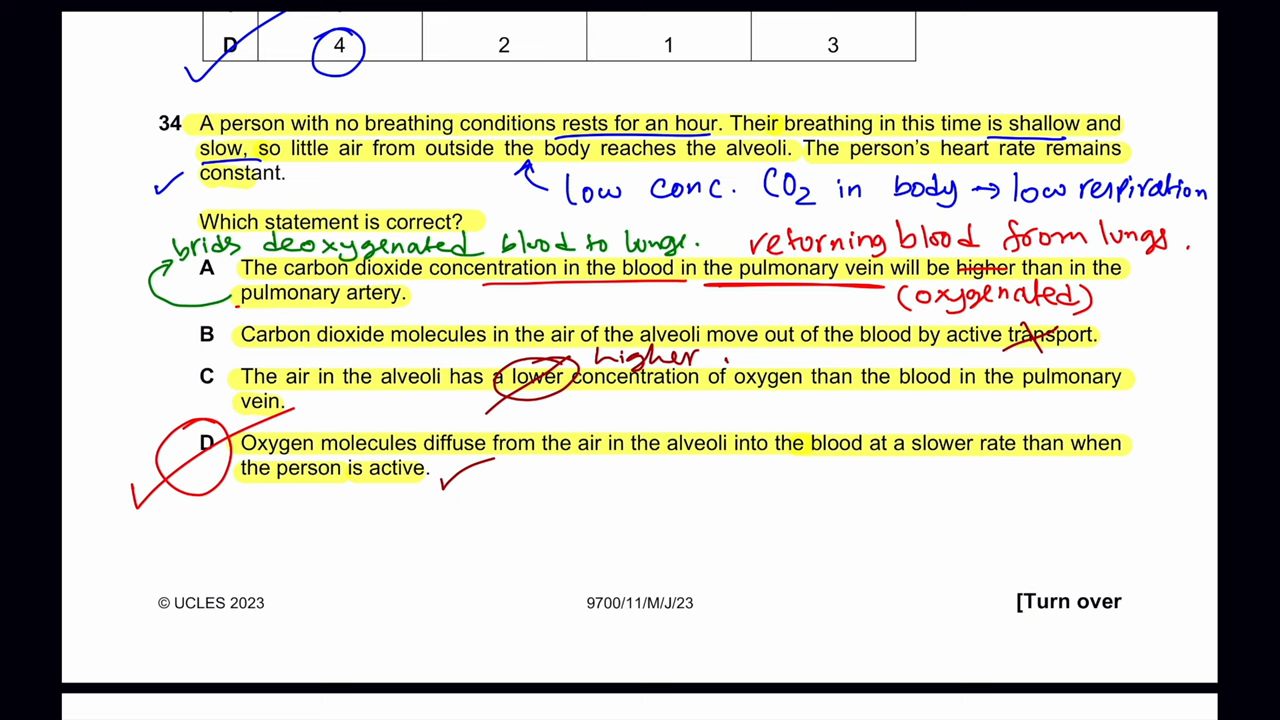 D 4 2 1 3
34 A person with no breathing conditions rests for an hour. Their breathing in this time is shallow and
slow, so little air from outside the body reaches the alveoli. The person's heart rate remains
constant.
low conc. CO2 in body → low respiration
Which statement is correct?
brids deoxygenated blood to lungs. returning blood from lungs.
A The carbon dioxide concentration in the blood in the pulmonary vein will be higher than in the
pulmonary artery.
(oxygenated)
B Carbon dioxide molecules in the air of the alveoli move out of the blood by active transport.
higher
C The air in the alveoli has a lower concentration of oxygen than the blood in the pulmonary
vein.
D Oxygen molecules diffuse from the air in the alveoli into the blood at a slower rate than when
the person is active.
© UCLES 2023 9700/11/M/J/23 [Turn over